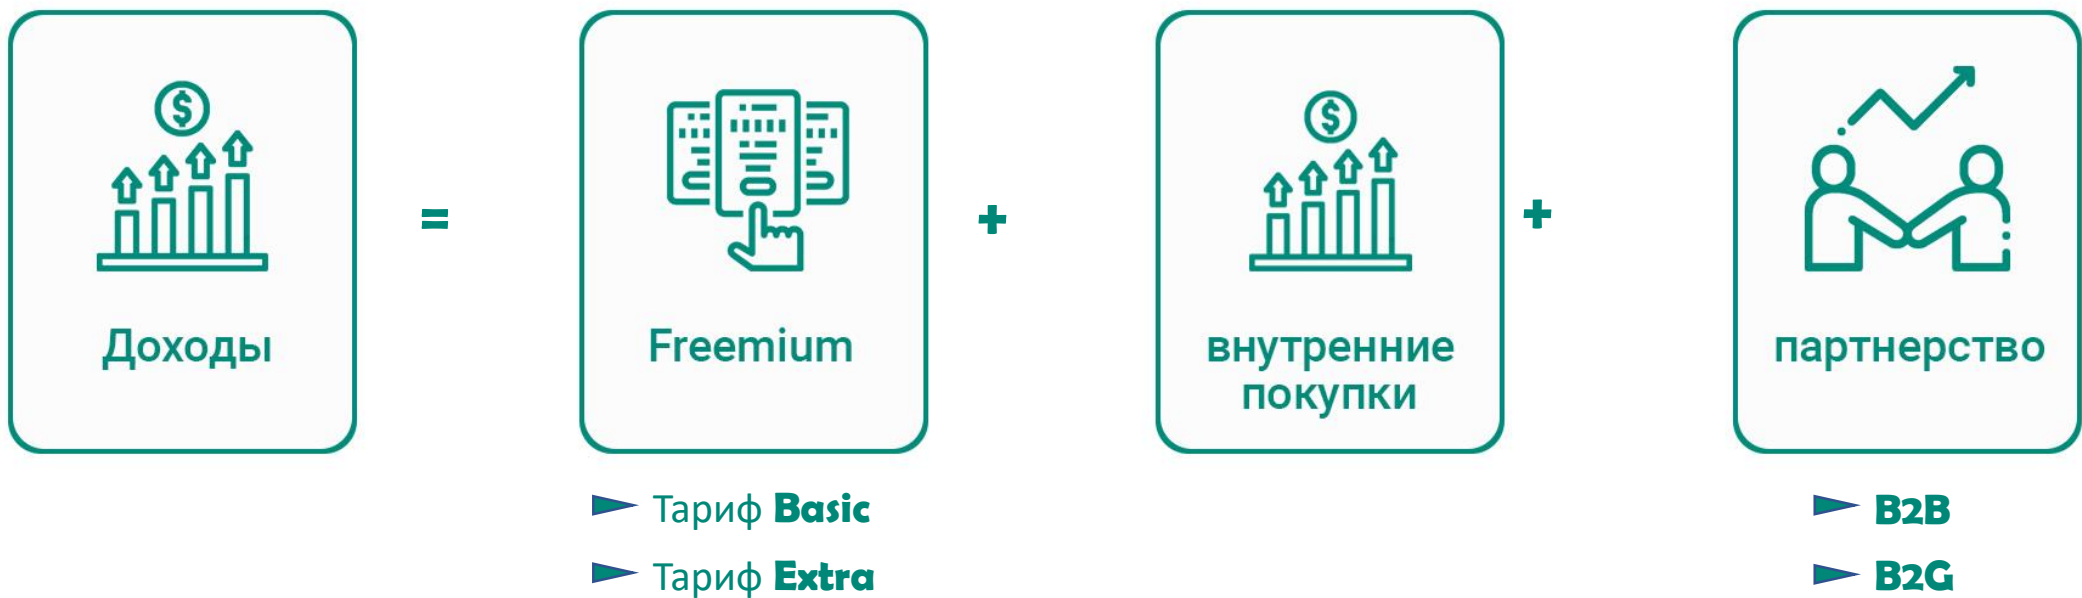 Доходы
=
Freemium
+
внутренние
покупки
+
партнерство
Тариф Basic
Тариф Extra
B2B
B2G